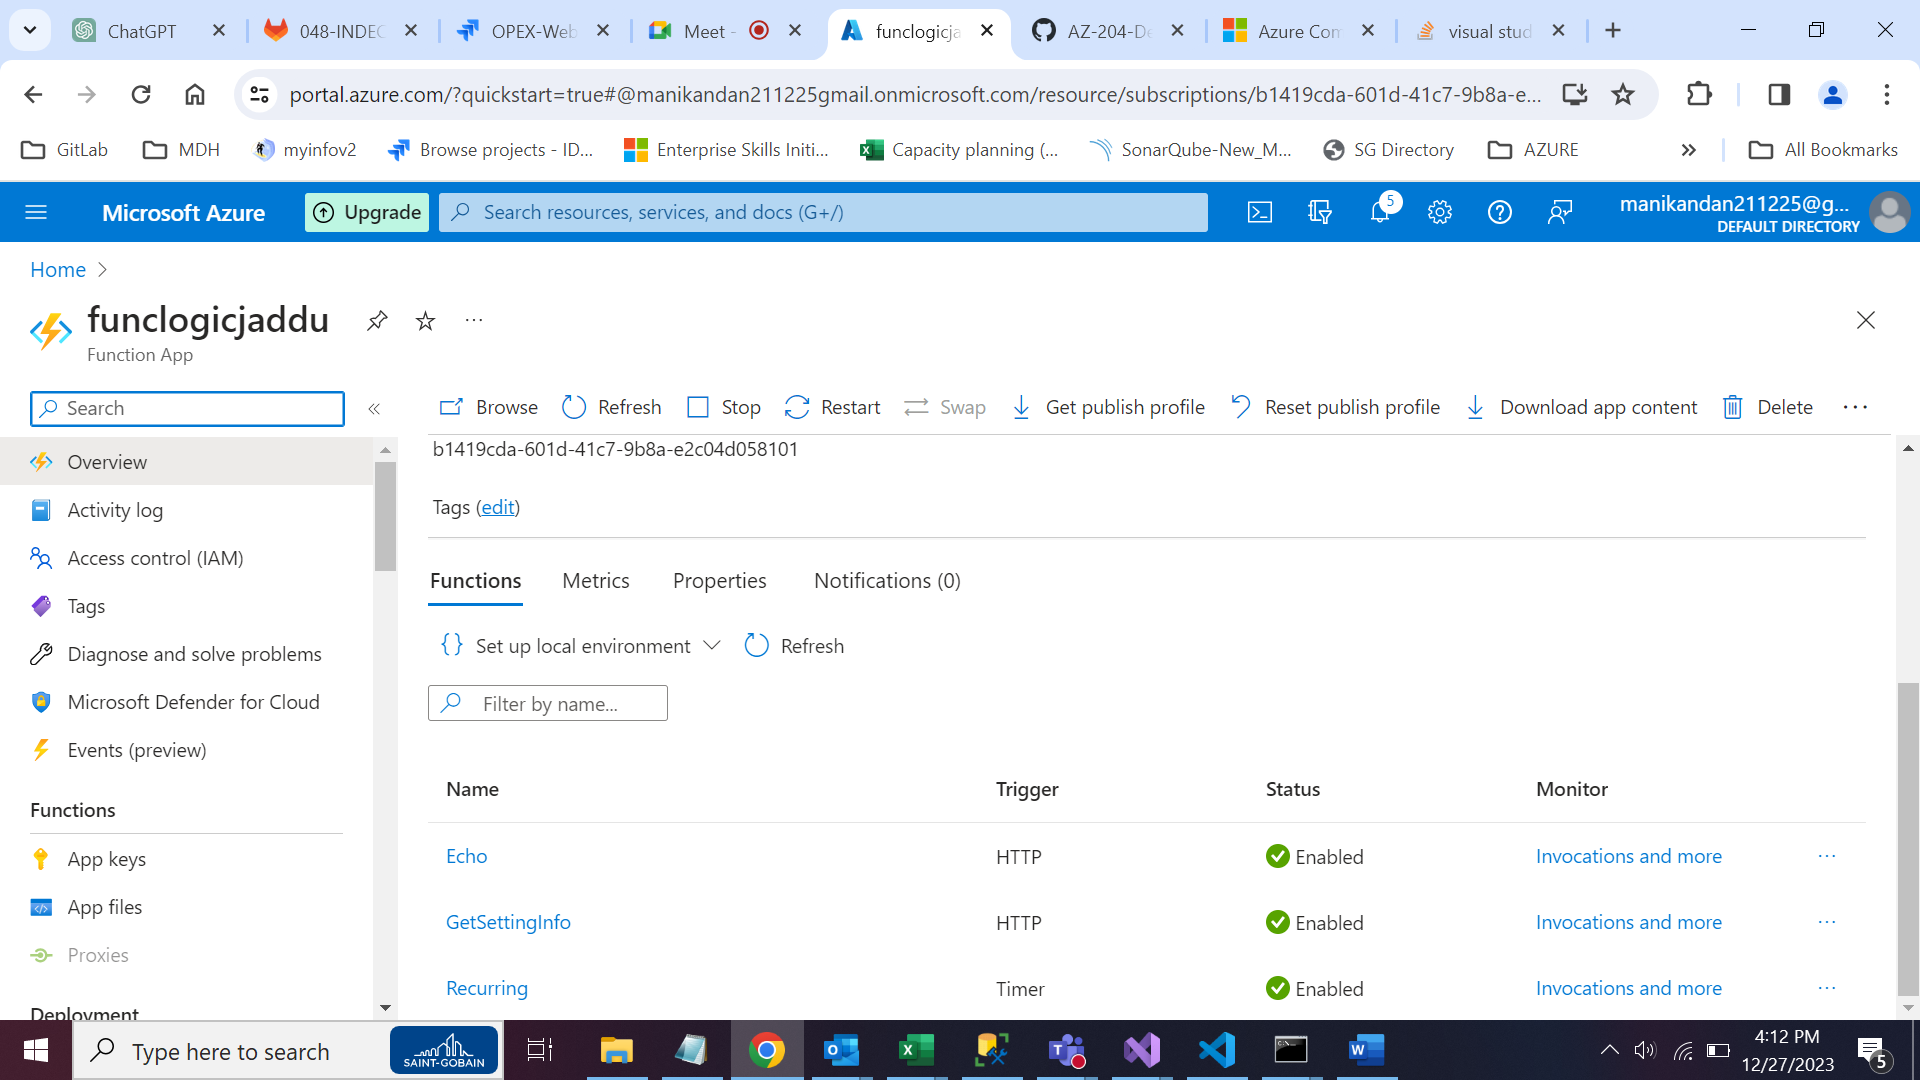 ChatGPT
048-INDEC
OPEX-Web
Meet -
funclogicja
AZ-204-De
Azure Con
visual stud
portal.azure.com/?quickstart=true#@manikandan211225gmail.onmicrosoft.com/resource/subscriptions/b1419cda-601d-41c7-9b8a-e...
GitLab
MDH
myinfov2
Browse projects - ID...
Enterprise Skills Initi...
Capacity planning (...
SonarQube-New_M...
SG Directory
AZURE
All Bookmarks
Microsoft Azure
Upgrade
Search resources, services, and docs (G+/)
5
manikandan211225@g...
DEFAULT DIRECTORY
Home
funclogicjaddu
Function App
Search
Browse
Refresh
Stop
Restart
Swap
Get publish profile
Reset publish profile
Download app content
Delete
Overview
Activity log
Access control (IAM)
Tags
Diagnose and solve problems
Microsoft Defender for Cloud
Events (preview)
Functions
App keys
App files
Proxies
Deployment
b1419cda-601d-41c7-9b8a-e2c04d058101
Tags (edit)
Functions
Metrics
Properties
Notifications (0)
Set up local environment
Refresh
Filter by name...
Name
Trigger
Status
Monitor
Echo
HTTP
Enabled
Invocations and more
GetSettingInfo
HTTP
Enabled
Invocations and more
Recurring
Timer
Enabled
Invocations and more
Type here to search
SAINT-GOBAIN
4:12 PM
12/27/2023
5